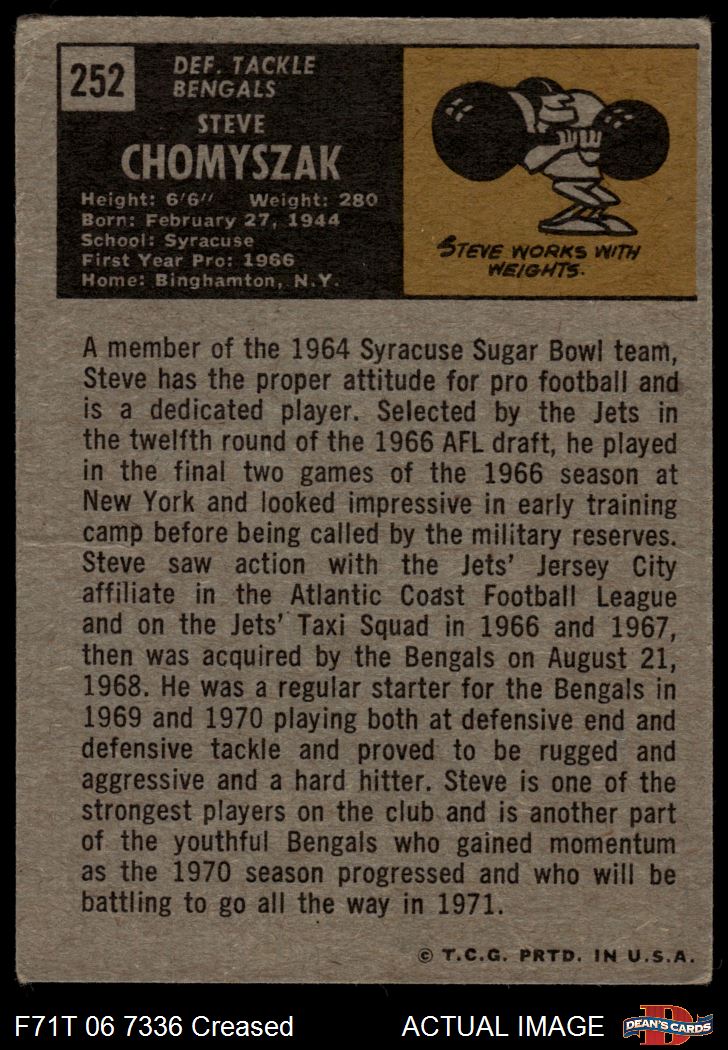 252
DEF. TACKLE
BENGALS
STEVE
CHOMYSZAK
Height: 6'6" Weight: 280
Born: February 27, 1944
School: Syracuse
First Year Pro: 1966
Home: Binghamton, N.Y.
STEVE WORKS WITH
WEIGHTS.
A member of the 1964 Syracuse Sugar Bowl team,
Steve has the proper attitude for pro football and
is a dedicated player. Selected by the Jets in
the twelfth round of the 1966 AFL draft, he played
in the final two games of the 1966 season at
New York and looked impressive in early training
camp before being called by the military reserves.
Steve saw action with the Jets' Jersey City
affiliate in the Atlantic Coast Football League
and on the Jets' Taxi Squad in 1966 and 1967,
then was acquired by the Bengals on August 21,
1968. He was a regular starter for the Bengals in
1969 and 1970 playing both at defensive end and
defensive tackle and proved to be rugged and
aggressive and a hard hitter. Steve is one of the
strongest players on the club and is another part
of the youthful Bengals who gained momentum
as the 1970 season progressed and who will be
battling to go all the way in 1971.
© T.C.G. PRTD. IN U.S.A.
F71T 06 7336 Creased
ACTUAL IMAGE
D
DEAN'S CARDS